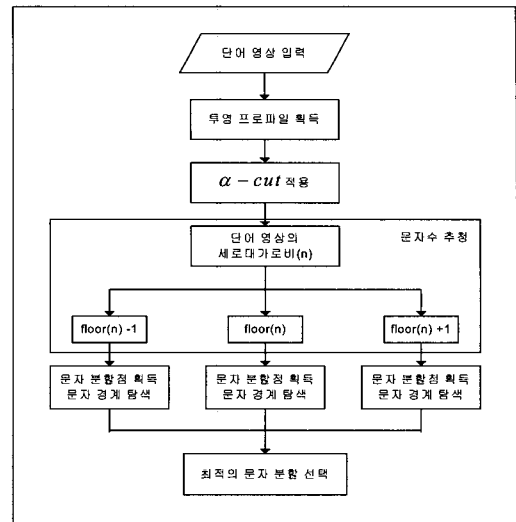 단어 영상 입력
투영 프로파일 획득
α - cut 적용
단어 영상의
세로대가로비(n)
문자수 추정
floor(n) -1
floor(n)
floor(n) +1
문자 분할점 획득
문자 경계 탐색
문자 분할점 획득
문자 경계 탐색
문자 분할점 획득
문자 경계 탐색
최적의 문자 분할 선택